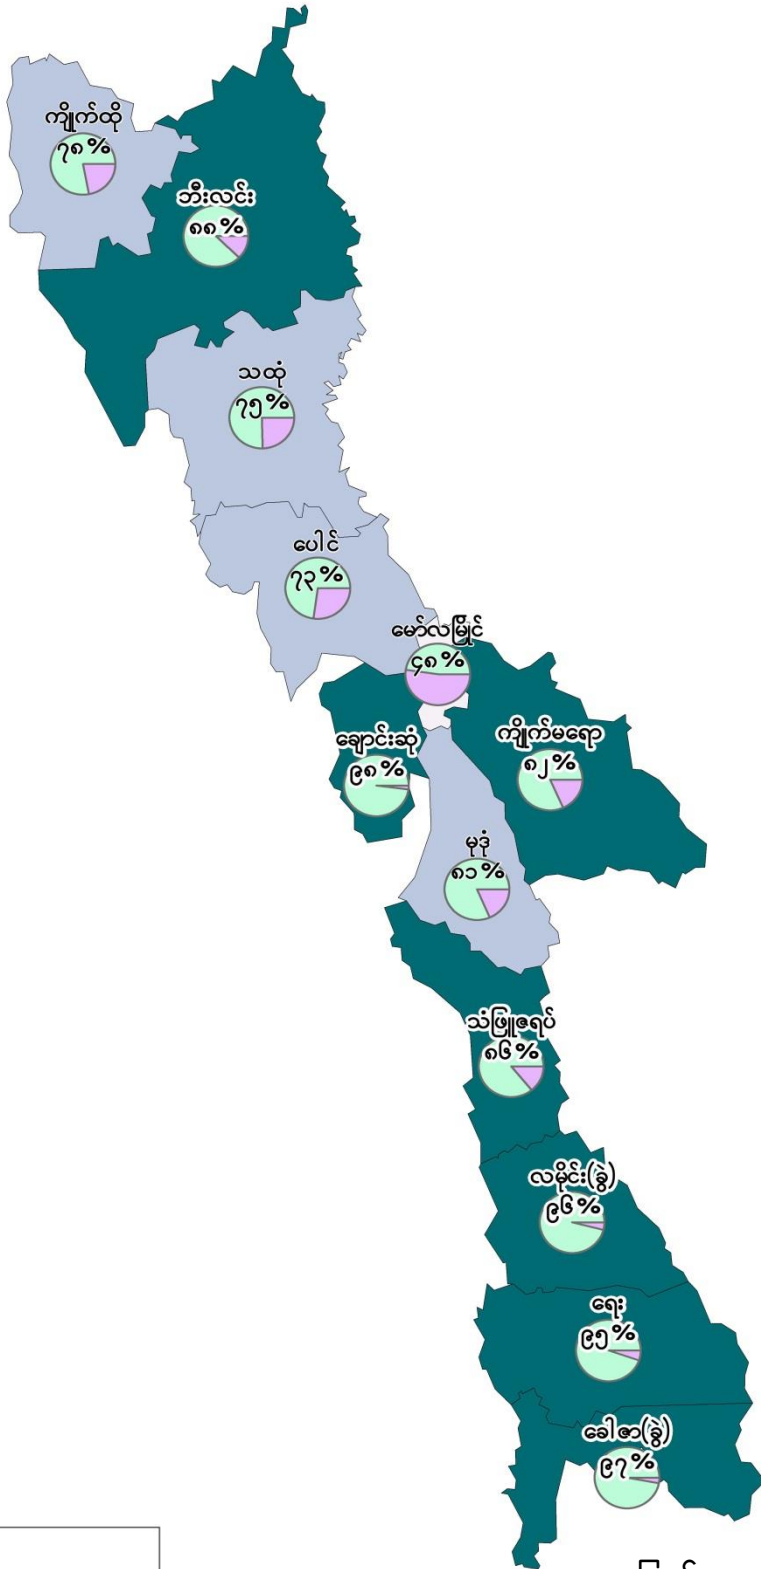 ကျိုက်ထို
၇၈%
ဘီးလင်း
၈၈%
သထုံ
၇၅%
ပေါင်
၇၃%
မော်လမြိုင်
၄၈%
ချောင်းဆုံ
၉၈%
ကျိုက်မရော
၈၂%
မုဒုံ
၈၁%
သံဖြူဇရပ်
၈၆%
လမိုင်း(ခွဲ)
၉၆%
ရေး
၉၅%
ခေါဇာ(ခွဲ)
၉၇%